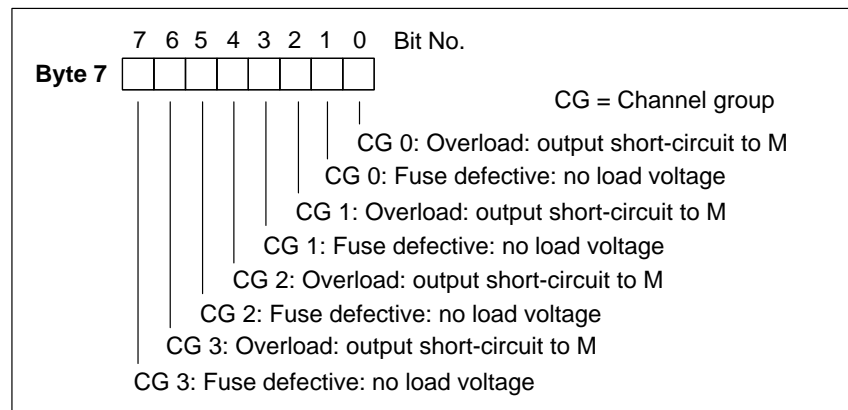 7 6 5 4 3 2 1 0 Bit No.
Byte 7
CG = Channel group
CG 0: Overload: output short-circuit to M
CG 0: Fuse defective: no load voltage
CG 1: Overload: output short-circuit to M
CG 1: Fuse defective: no load voltage
CG 2: Overload: output short-circuit to M
CG 2: Fuse defective: no load voltage
CG 3: Overload: output short-circuit to M
CG 3: Fuse defective: no load voltage